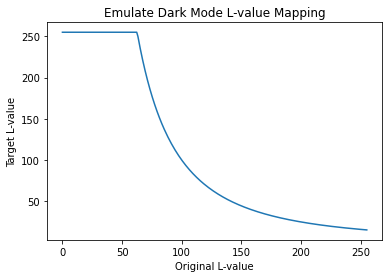 Emulate Dark Mode L-value Mapping
250
200
150
100
50
Target L-value
0 50 100 150 200 250
Original L-value